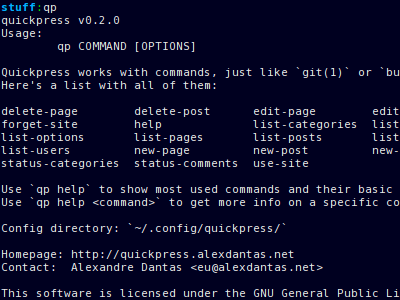 stuff:qp
quickpress v0.2.0
Usage:
qp COMMAND [OPTIONS]
Quickpress works with commands, just like `git(1)` or `bu
Here's a list with all of them:
delete-page delete-post edit-page edit
forget-site help list-categories list
list-options list-pages list-posts list
list-users new-page new-post new-
status-categories status-comments use-site
Use `qp help` to show most used commands and their basic
Use `qp help <command>` to get more info on a specific co
Config directory: `~/.config/quickpress/`
Homepage: http://quickpress.alexdantas.net
Contact: Alexandre Dantas <eu@alexdantas.net>
This software is licensed under the GNU General Public Li